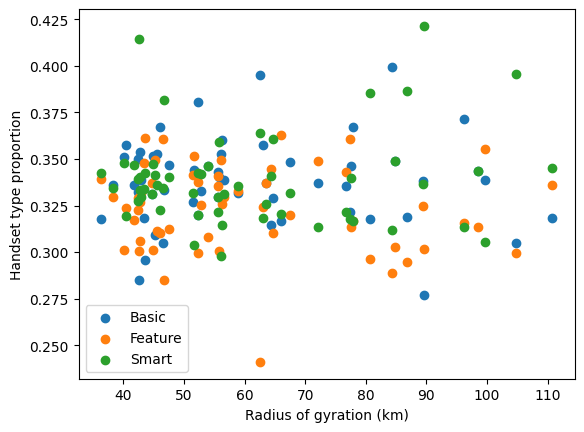 0.425
0.400
0.375
0.350
0.325
0.300
0.275
0.250
Handset type proportion
Basic
Feature
Smart
40 50 60 70 80 90 100 110
Radius of gyration (km)